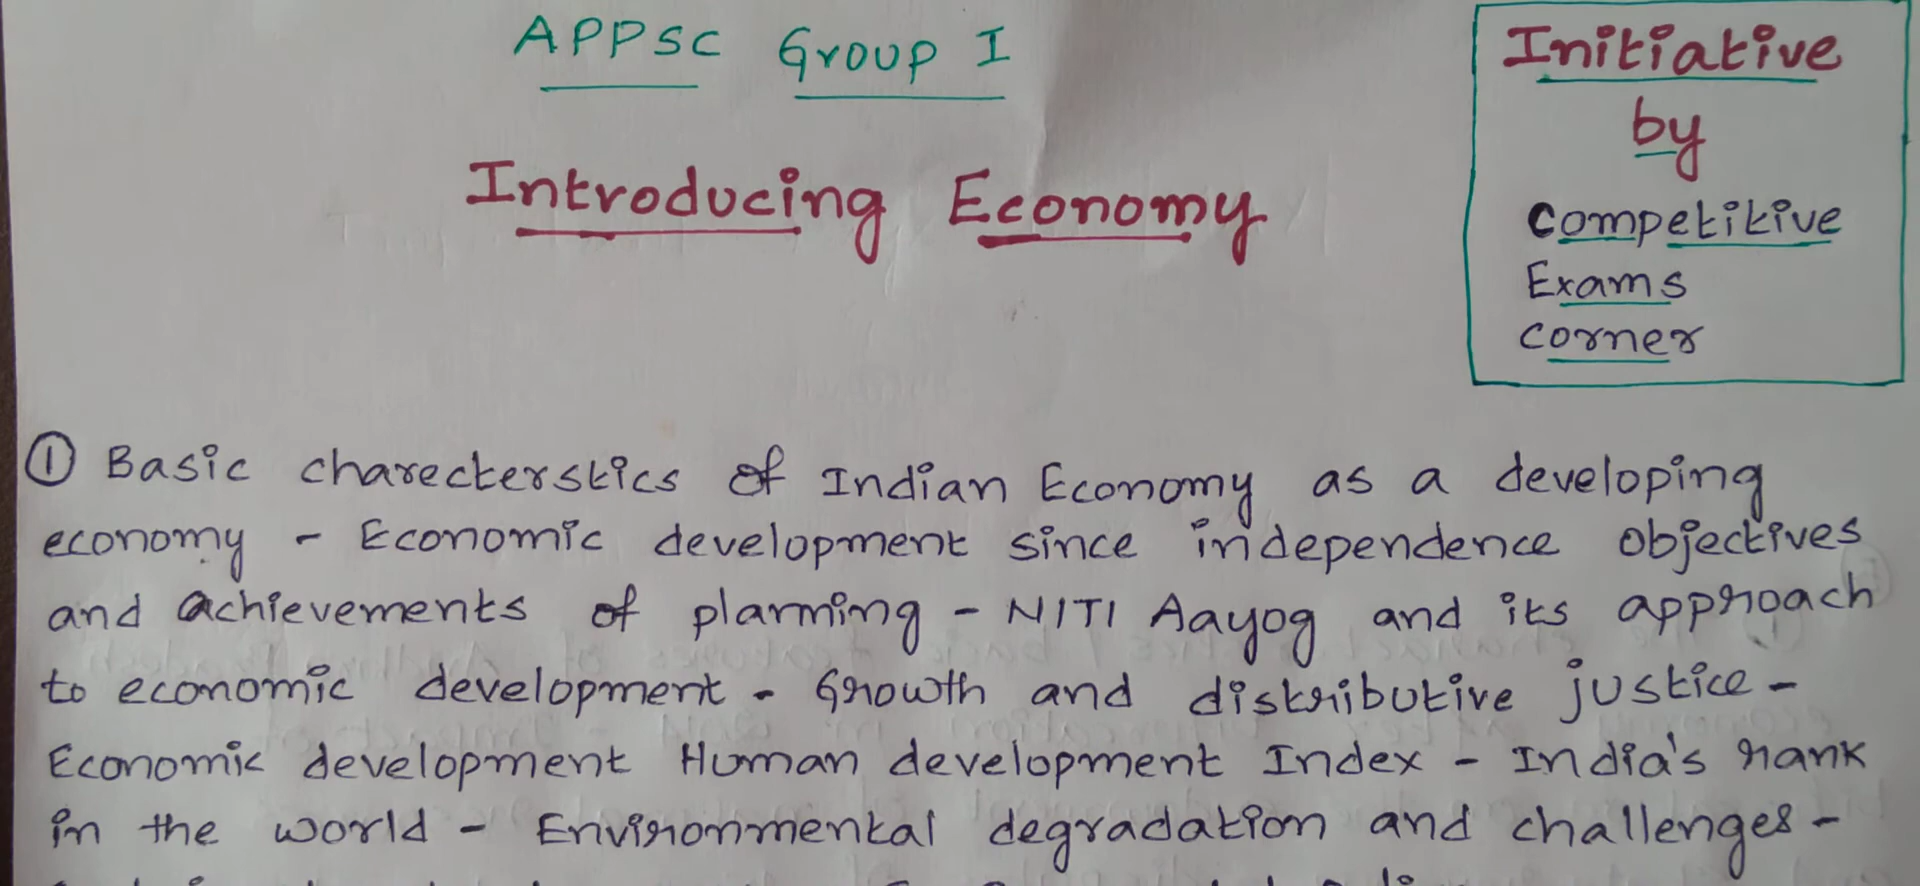 APPSC Group I
Introducing Economy
Initiative
by
Competitive
Exams
corner
① Basic charecterstics of Indian Economy as a developing
economy - Economic development since independence objectives
and achievements of planning - NITI Aayog and its approach
to economic development - Growth and distributive justice -
Economic development Human development Index - India's rank
in the world - Environmental degradation and challenges -